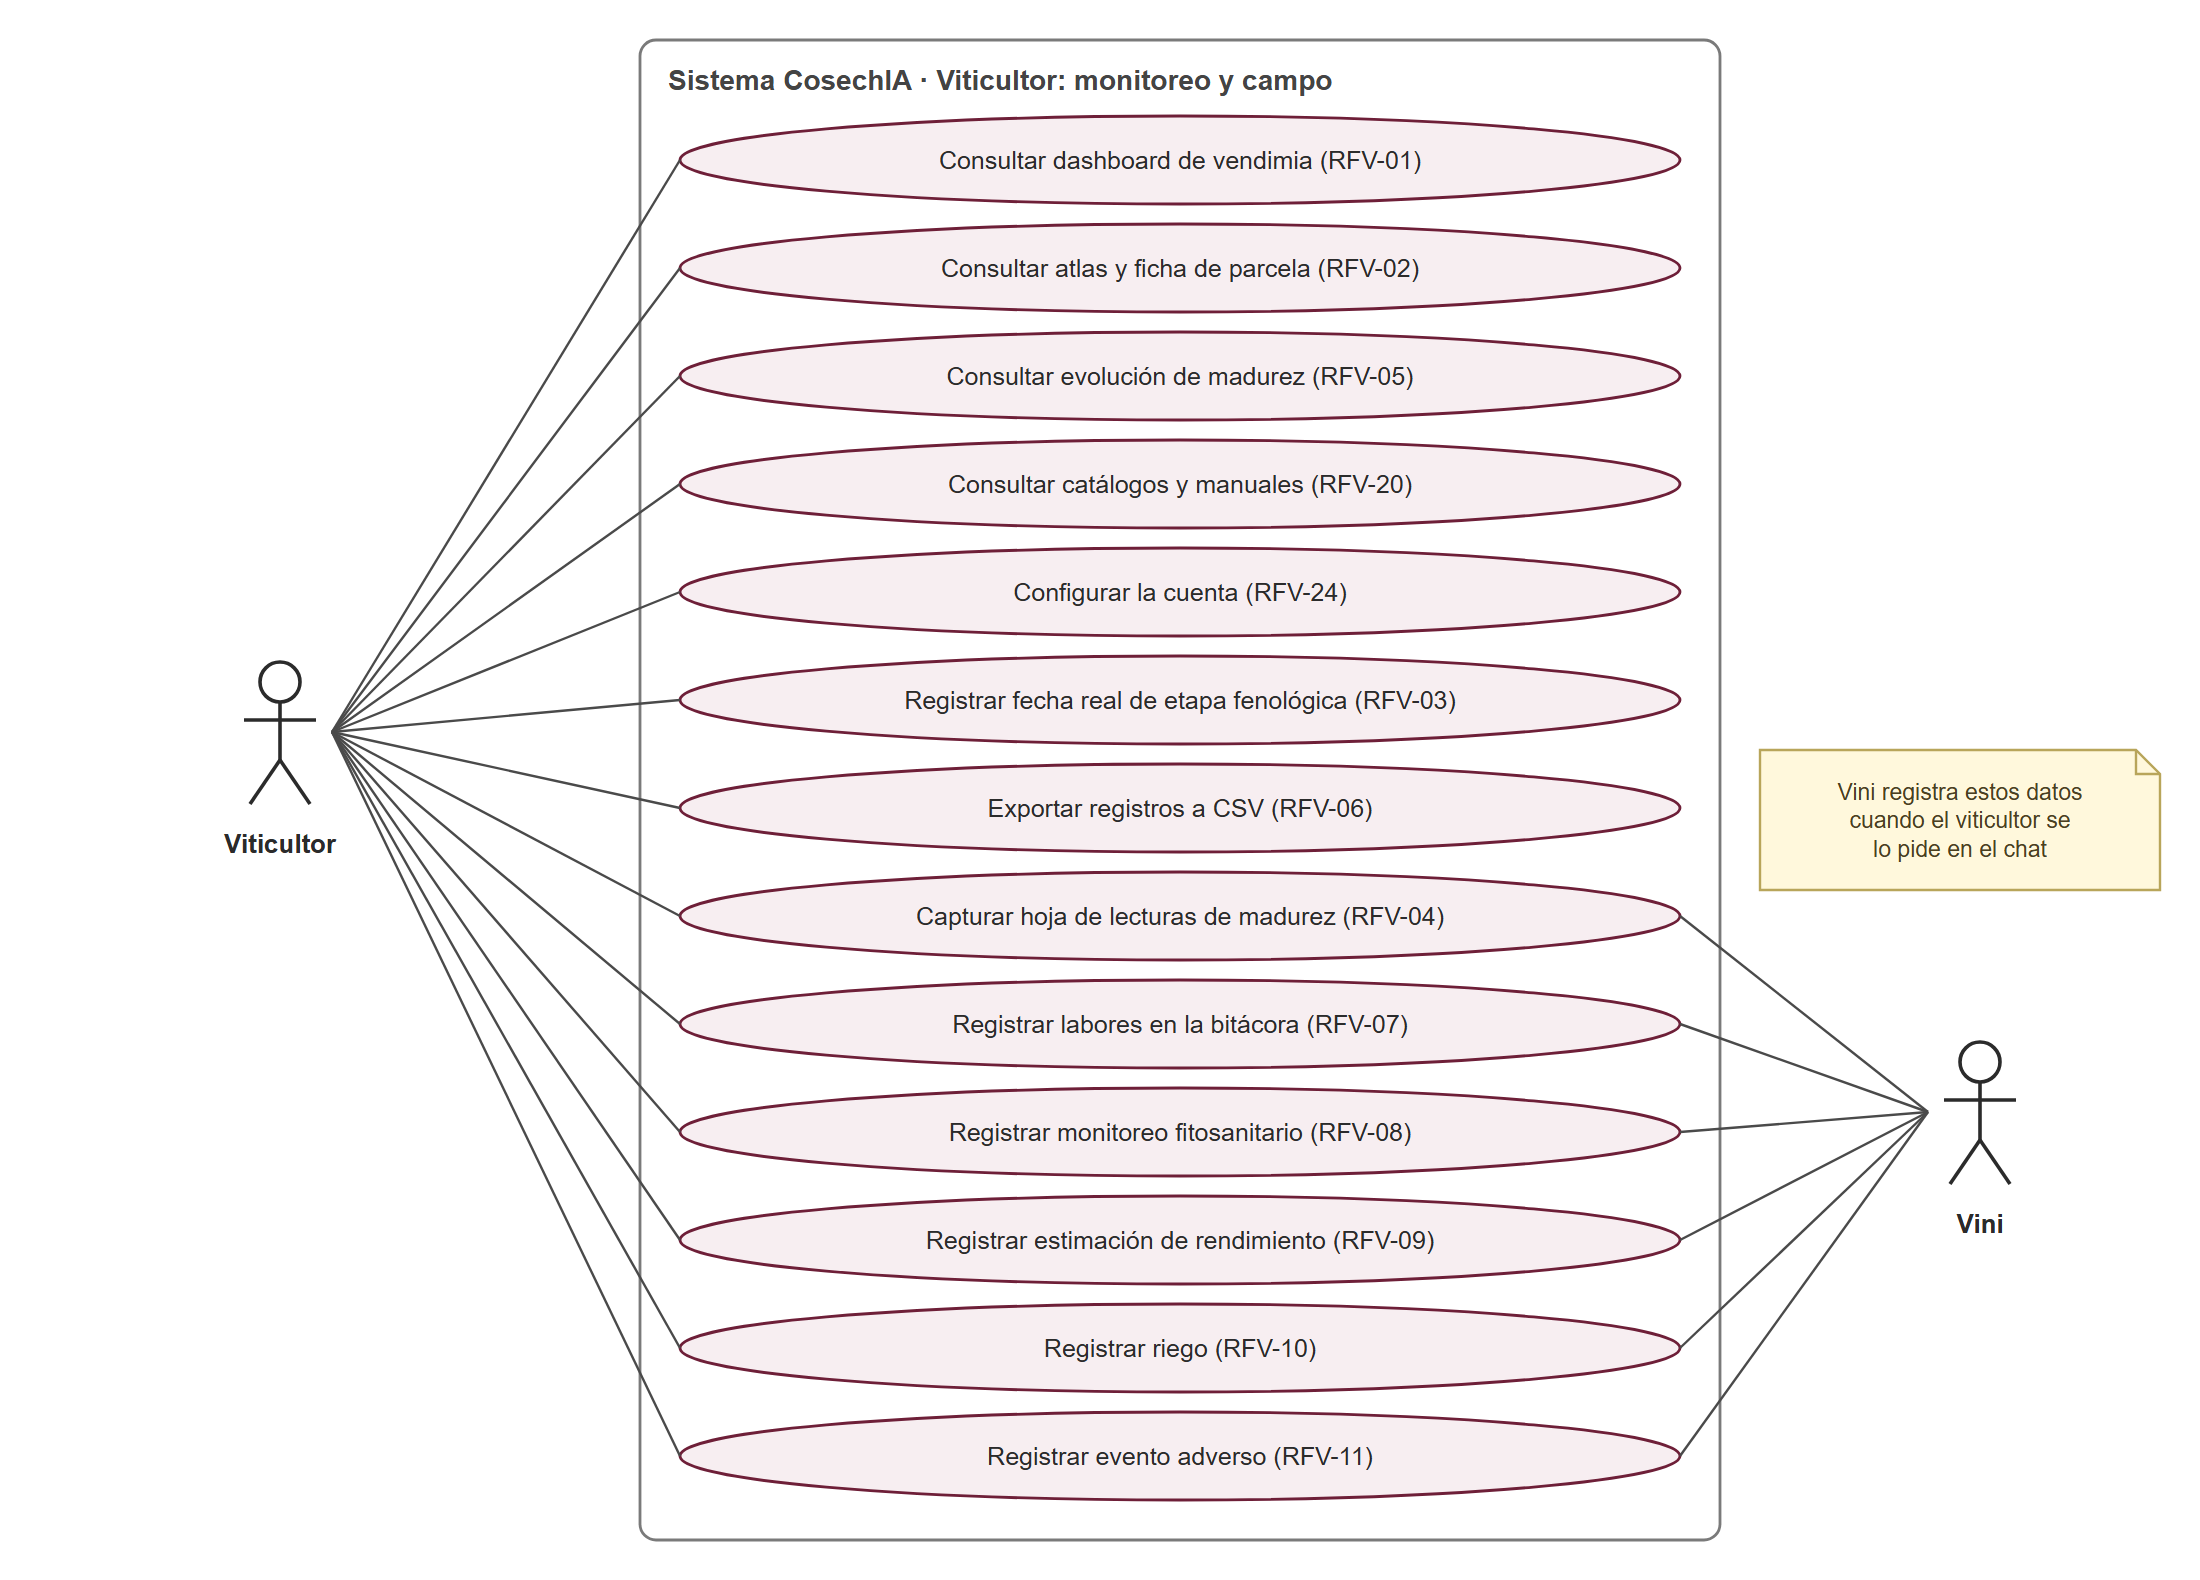 Sistema CosechIA · Viticultor: monitoreo y campo
Consultar dashboard de vendimia (RFV-01)
Consultar atlas y ficha de parcela (RFV-02)
Consultar evolución de madurez (RFV-05)
Consultar catálogos y manuales (RFV-20)
Configurar la cuenta (RFV-24)
Registrar fecha real de etapa fenológica (RFV-03)
Exportar registros a CSV (RFV-06)
Capturar hoja de lecturas de madurez (RFV-04)
Registrar labores en la bitácora (RFV-07)
Registrar monitoreo fitosanitario (RFV-08)
Registrar estimación de rendimiento (RFV-09)
Registrar riego (RFV-10)
Registrar evento adverso (RFV-11)
Viticultor
Vini registra estos datos
cuando el viticultor se
lo pide en el chat
Vini